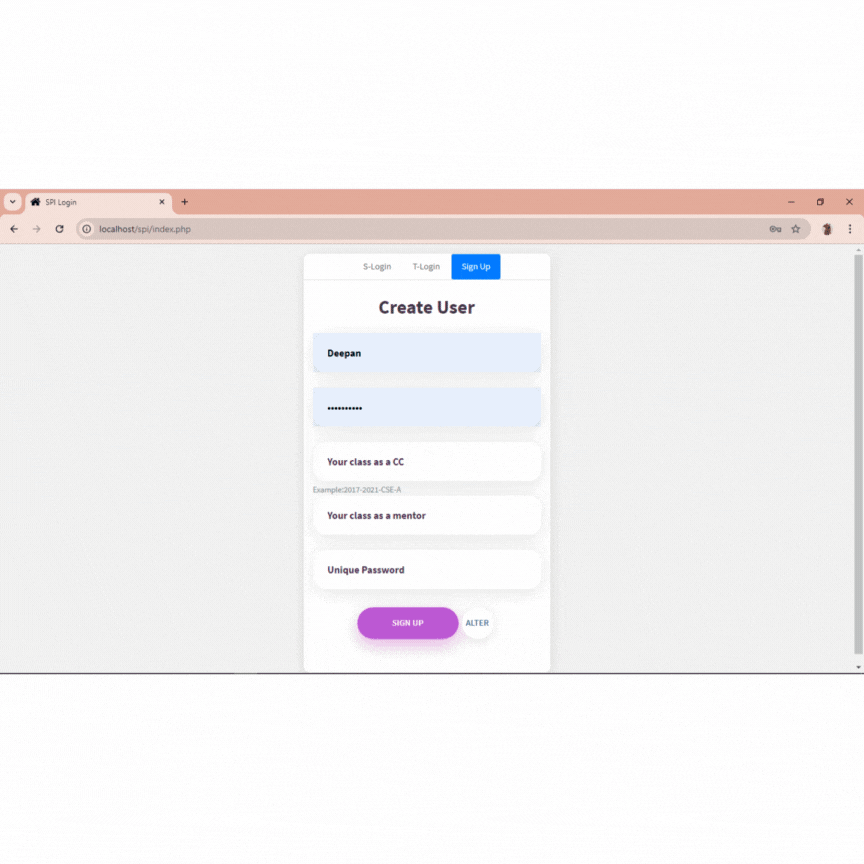 SPI Login
localhost/spi/index.php
S-Login T-Login Sign Up
Create User
Deepan
••••••••••
Your class as a CC
Example:2017-2021-CSE-A
Your class as a mentor
Unique Password
SIGN UP ALTER